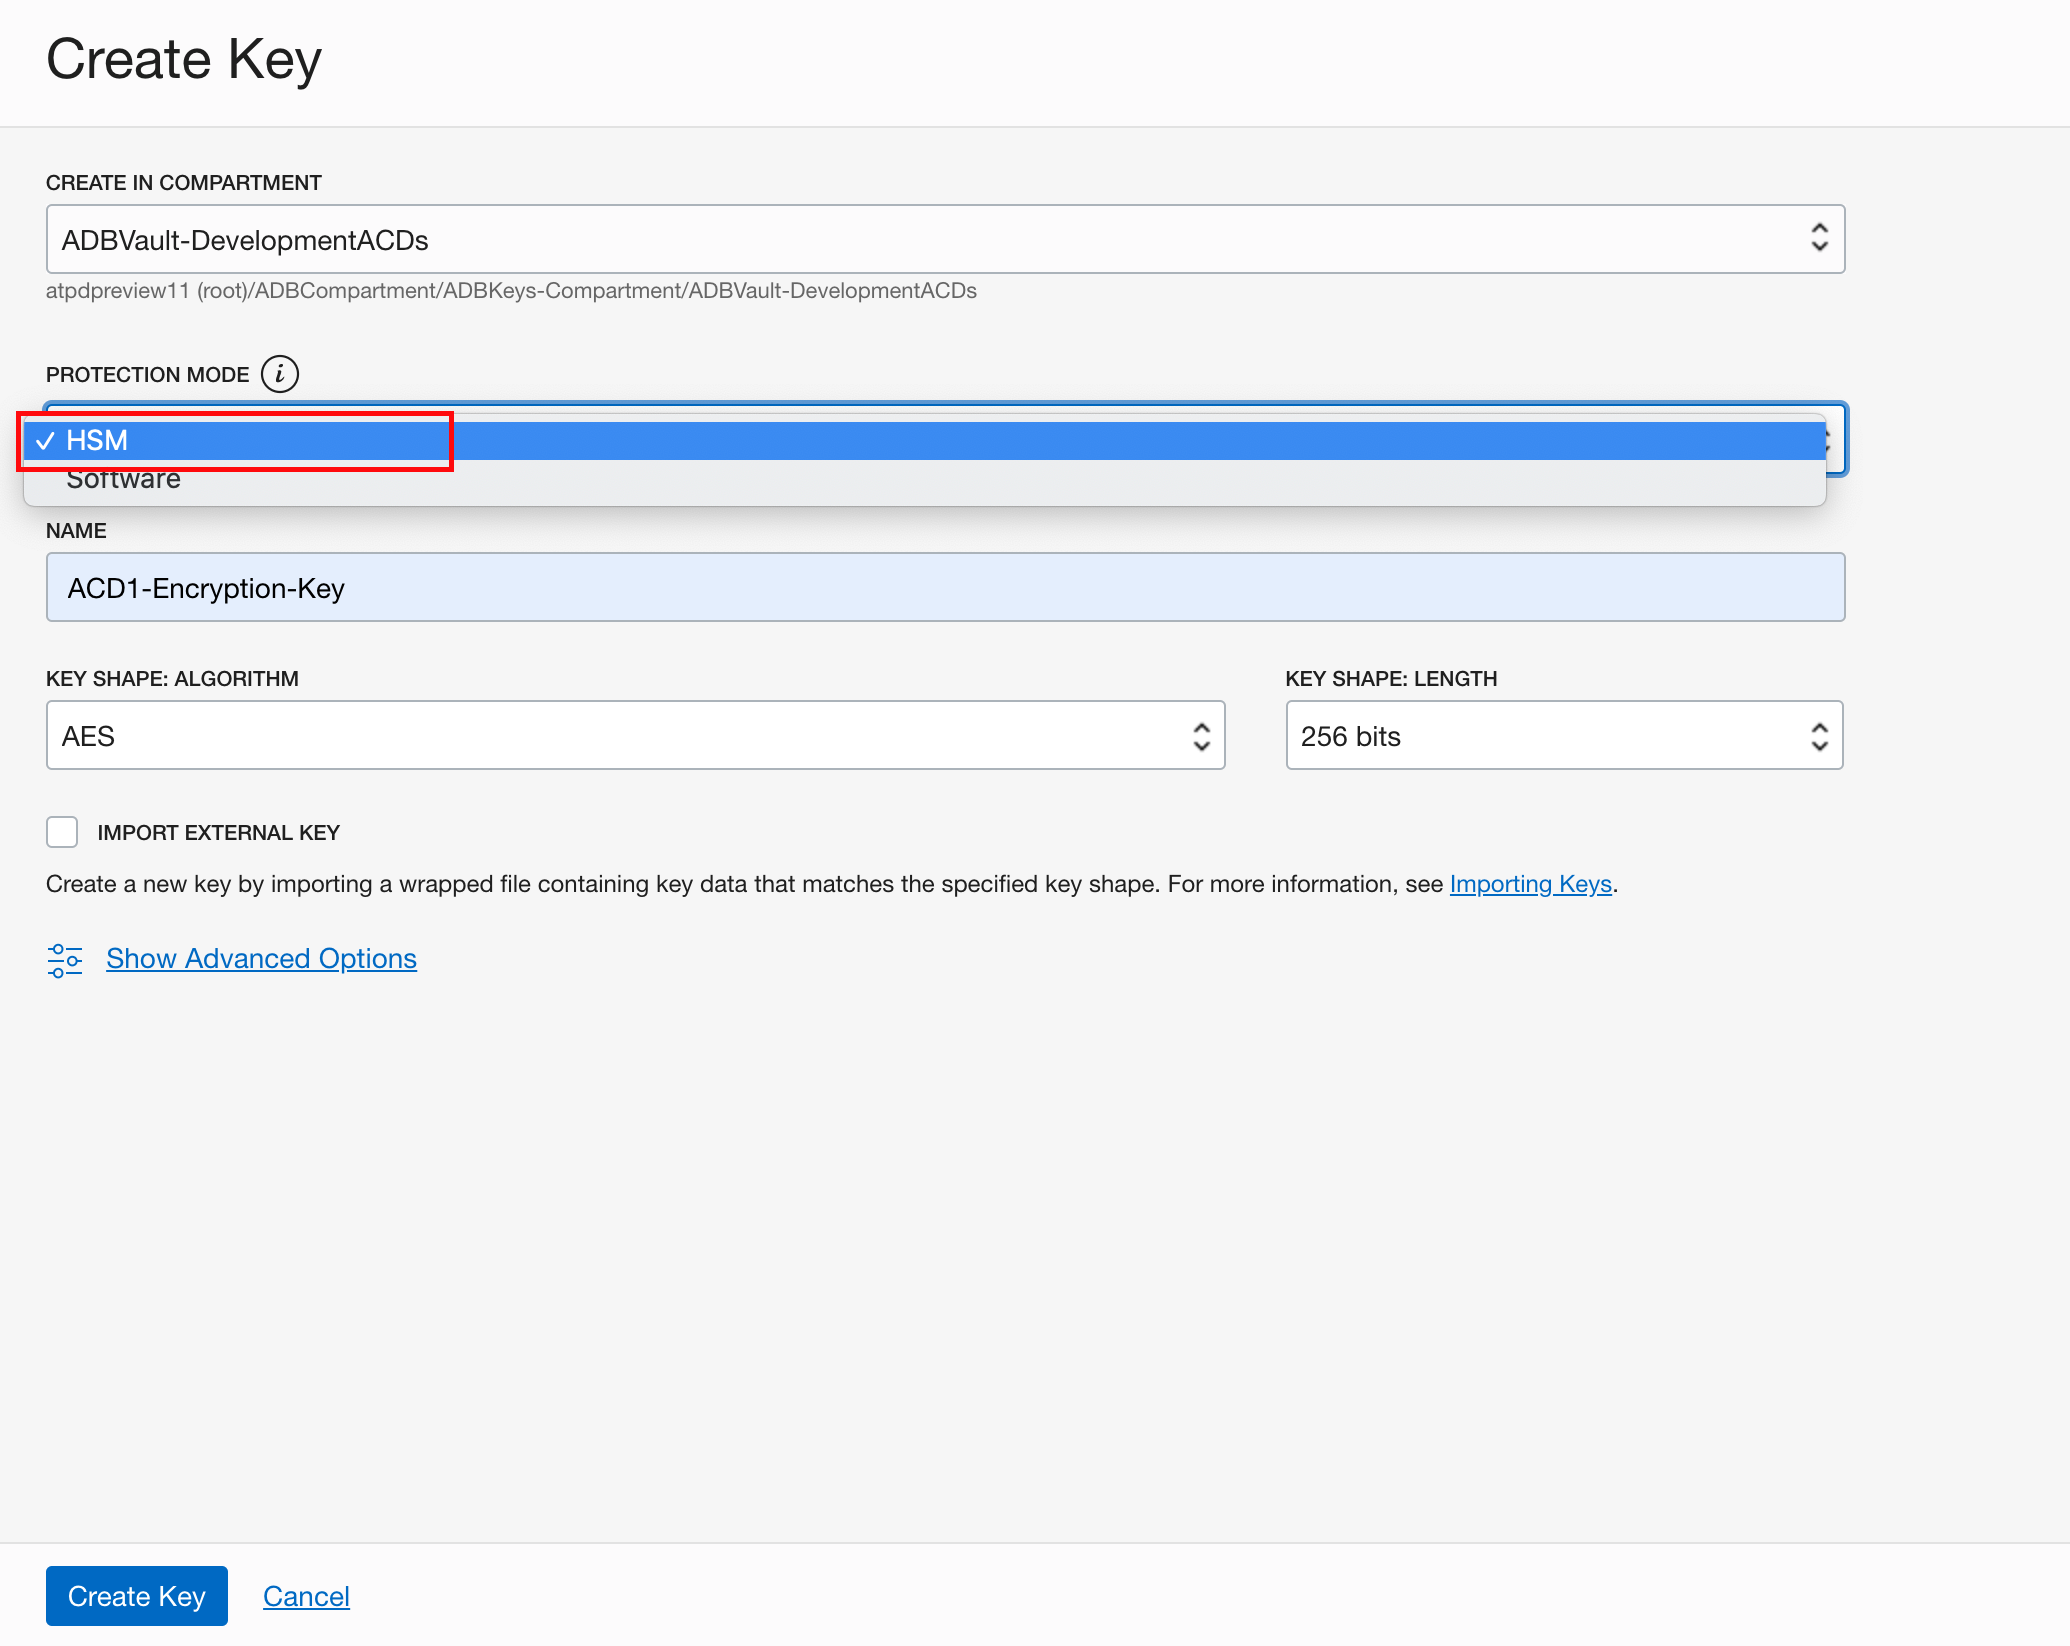 Create Key
CREATE IN COMPARTMENT
ADBVault-DevelopmentACDs
atpdpreview11 (root)/ADBCompartment/ADBKeys-Compartment/ADBVault-DevelopmentACDs
PROTECTION MODE i
✓ HSM
Software
NAME
ACD1-Encryption-Key
KEY SHAPE: ALGORITHM
KEY SHAPE: LENGTH
AES
256 bits
IMPORT EXTERNAL KEY
Create a new key by importing a wrapped file containing key data that matches the specified key shape. For more information, see Importing Keys.
Show Advanced Options
Create Key
Cancel